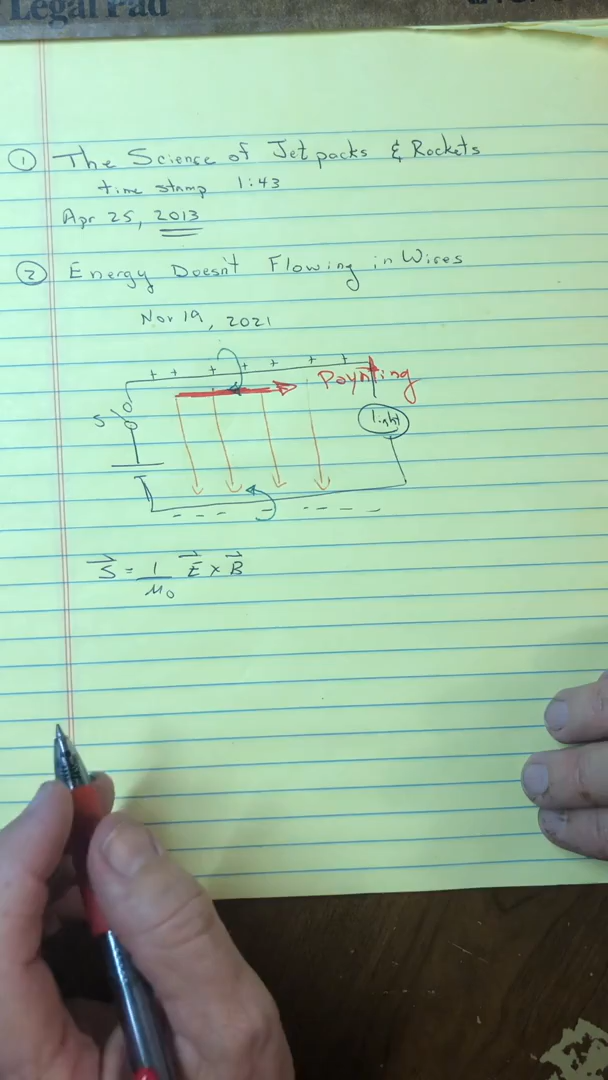 Legal Pad
① The Science of Jetpacks & Rockets
time stamp 1:43
Apr 25, 2013
② Energy Doesn't Flowing in Wires
Nov 19, 2021
+ + + + + + +
Poynting
S
light
- - - - - - - -
S = 1/μ₀ E × B